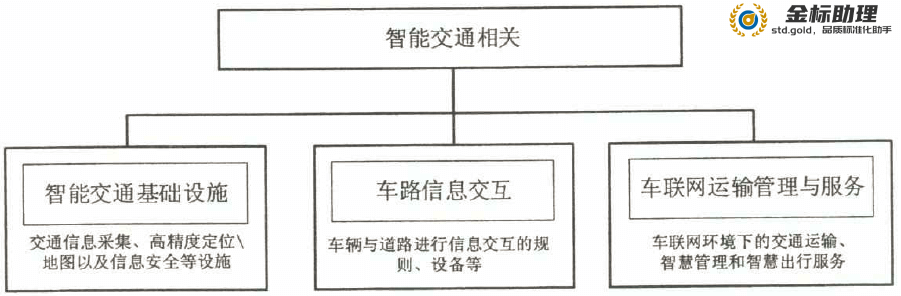 金标助理
std.gold，品质标准化助手
智能交通相关
智能交通基础设施
交通信息采集、高精度定位\
地图以及信息安全等设施
车路信息交互
车辆与道路进行信息交互的规
则、设备等
车联网运输管理与服务
车联网环境下的交通运输、
智慧管理和智慧出行服务